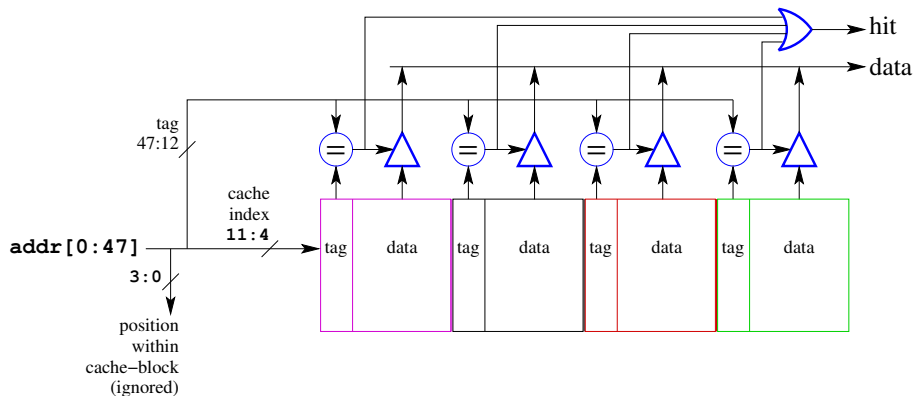 hit
data
tag
47:12
= = = =
cache
index
11:4
addr[0:47]
tag data tag data tag data tag data
3:0
position
within
cache−block
(ignored)